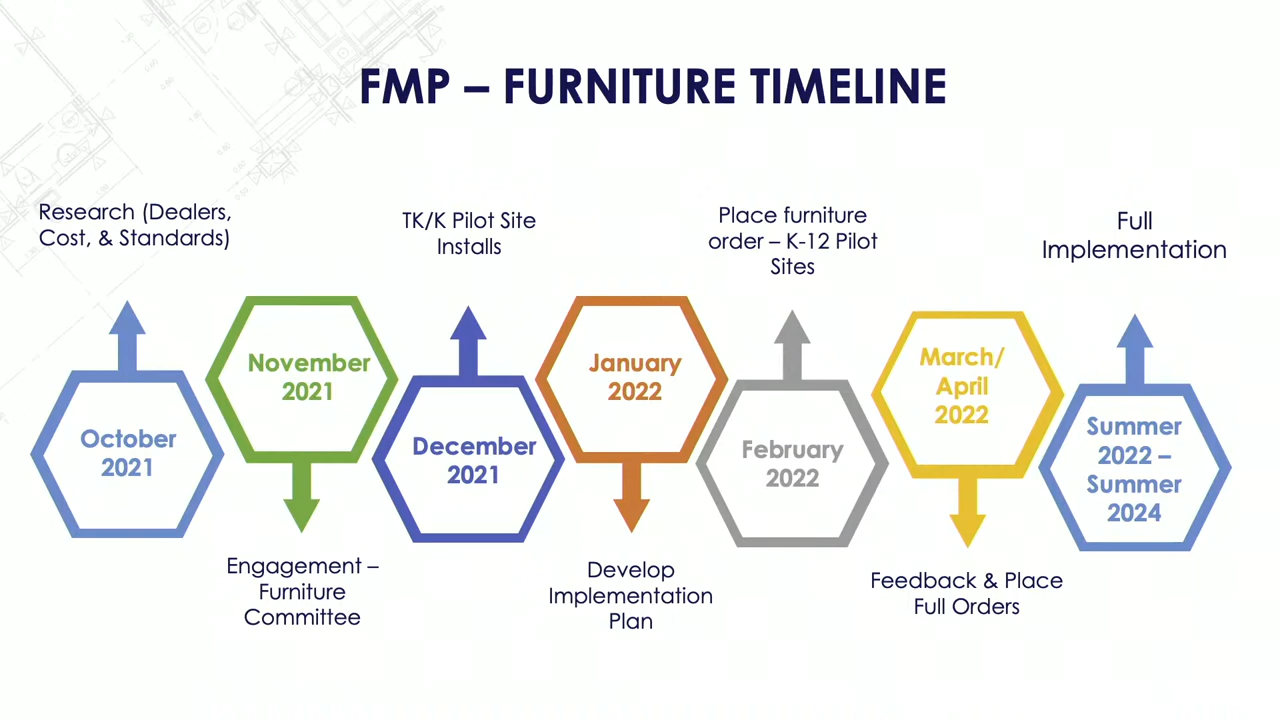 FMP – FURNITURE TIMELINE
Research (Dealers,
Cost, & Standards)
October
2021
November
2021
Engagement –
Furniture
Committee
TK/K Pilot Site
Installs
December
2021
January
2022
Develop
Implementation
Plan
Place furniture
order – K-12 Pilot
Sites
February
2022
March/
April
2022
Feedback & Place
Full Orders
Full
Implementation
Summer
2022 –
Summer
2024